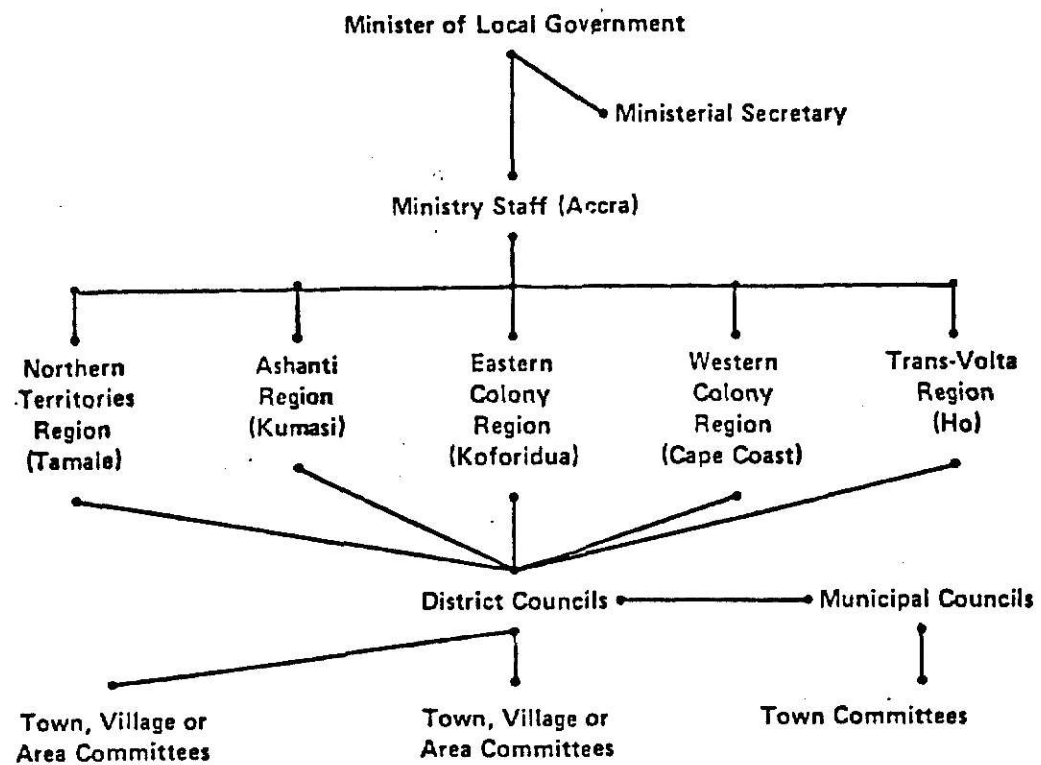 Minister of Local Government
Ministerial Secretary
Ministry Staff (Accra)
Northern
Territories
Region
(Tamale)
Ashanti
Region
(Kumasi)
Eastern
Colony
Region
(Koforidua)
Western
Colony
Region
(Cape Coast)
Trans-Volta
Region
(Ho)
District Councils
Municipal Councils
Town, Village or
Area Committees
Town, Village or
Area Committees
Town Committees